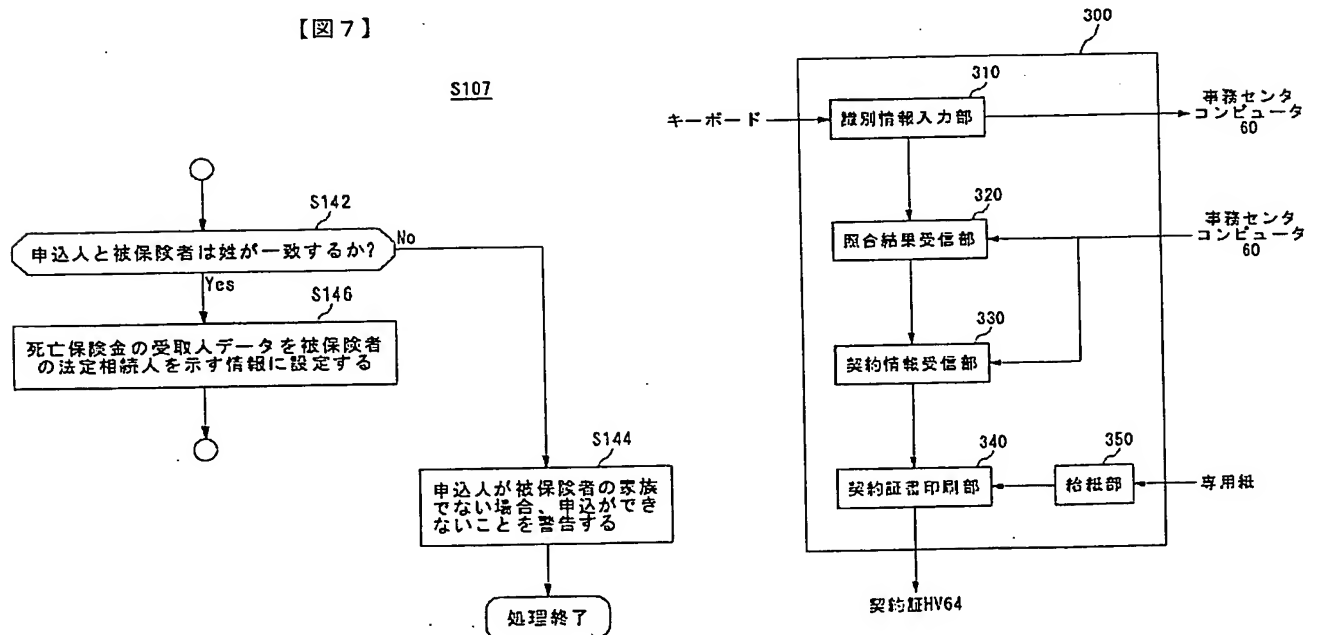 【図7】
S107
S142
申込人と被保険者は姓が一致するか?
No
Yes
S146
死亡保険金の受取人データを被保険者
の法定相続人を示す情報に設定する
S144
申込人が被保険者の家族
でない場合、申込ができ
ないことを警告する
処理終了
300
310
キーボード
識別情報入力部
事務センタ
コンピュータ
60
320
照合結果受信部
事務センタ
コンピュータ
60
330
契約情報受信部
340
契約証書印刷部
350
給紙部
専用紙
契約証HV64